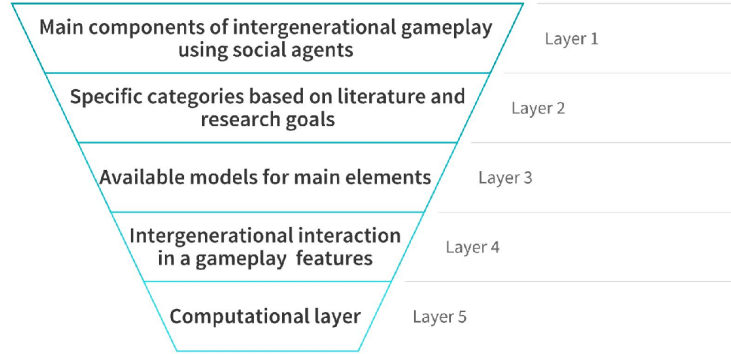 Main components of intergenerational gameplay
using social agents
Layer 1
Specific categories based on literature and
research goals
Layer 2
Available models for main elements
Layer 3
Intergenerational interaction
in a gameplay features
Layer 4
Computational layer
Layer 5